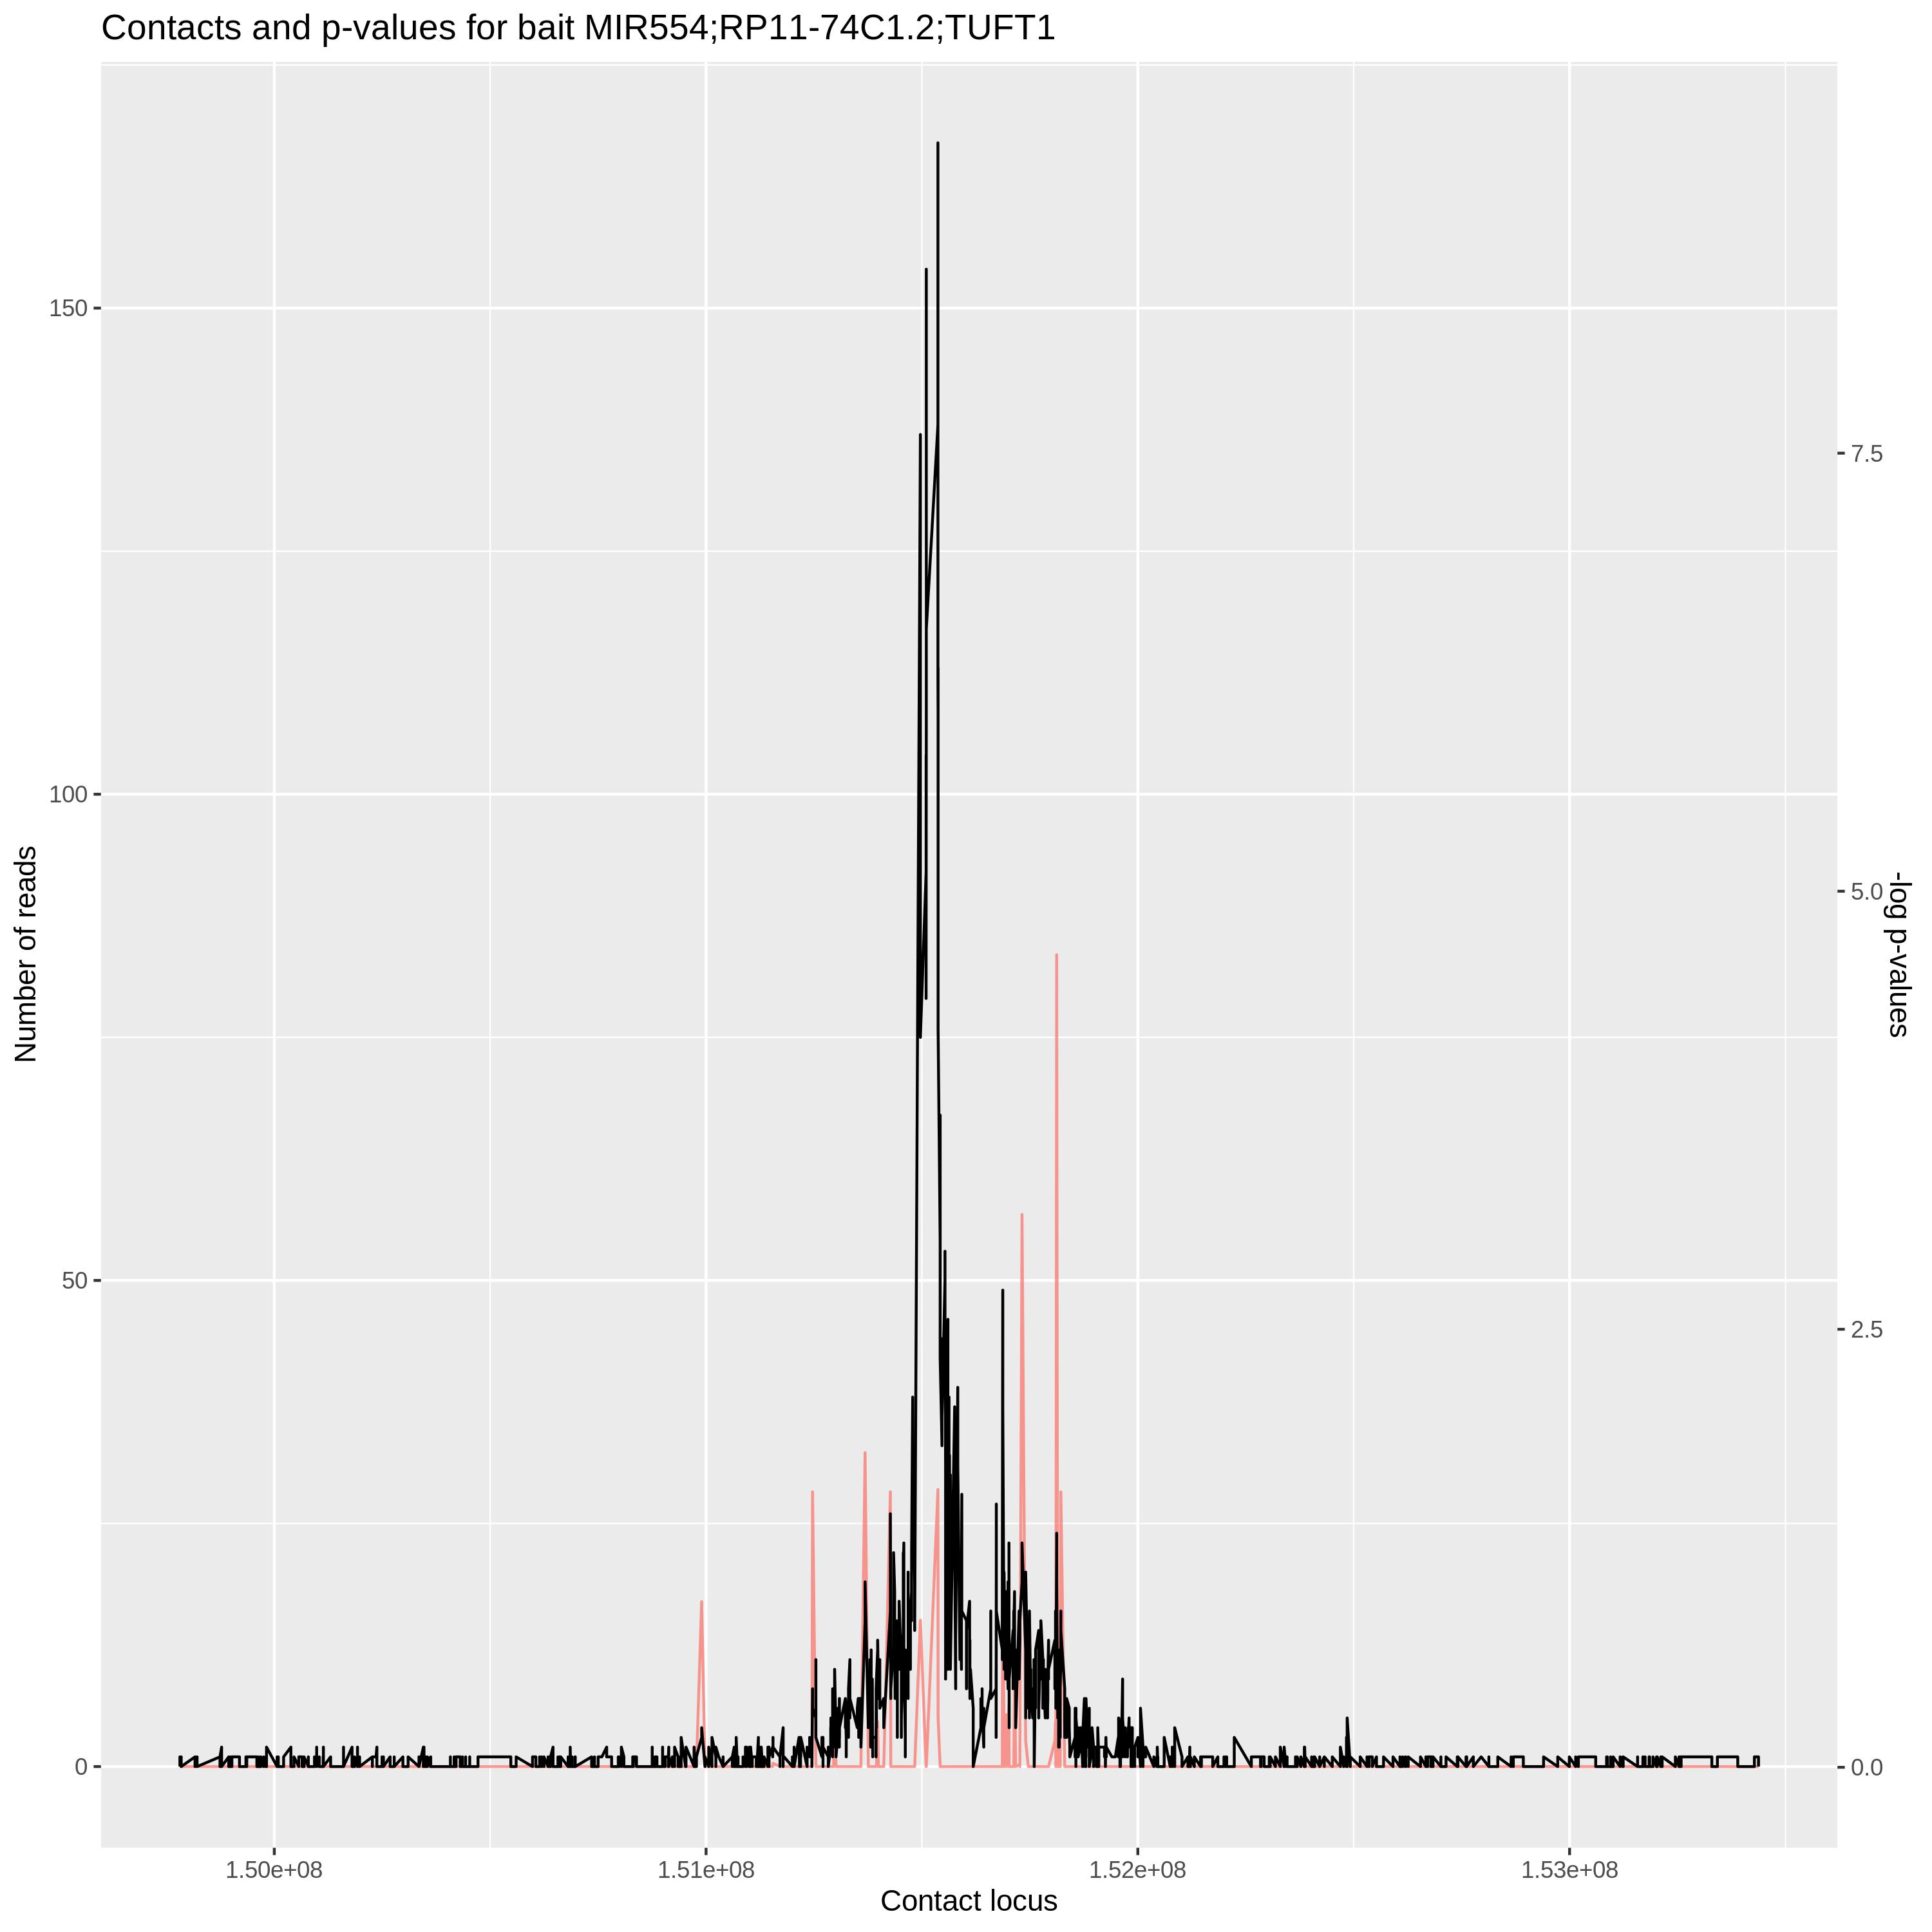 Contacts and p-values for bait MIR554;RP11-74C1.2;TUFT1
150
100
50
0
Number of reads
7.5
5.0
2.5
0.0
-log p-values
1.50e+08
1.51e+08
1.52e+08
1.53e+08
Contact locus